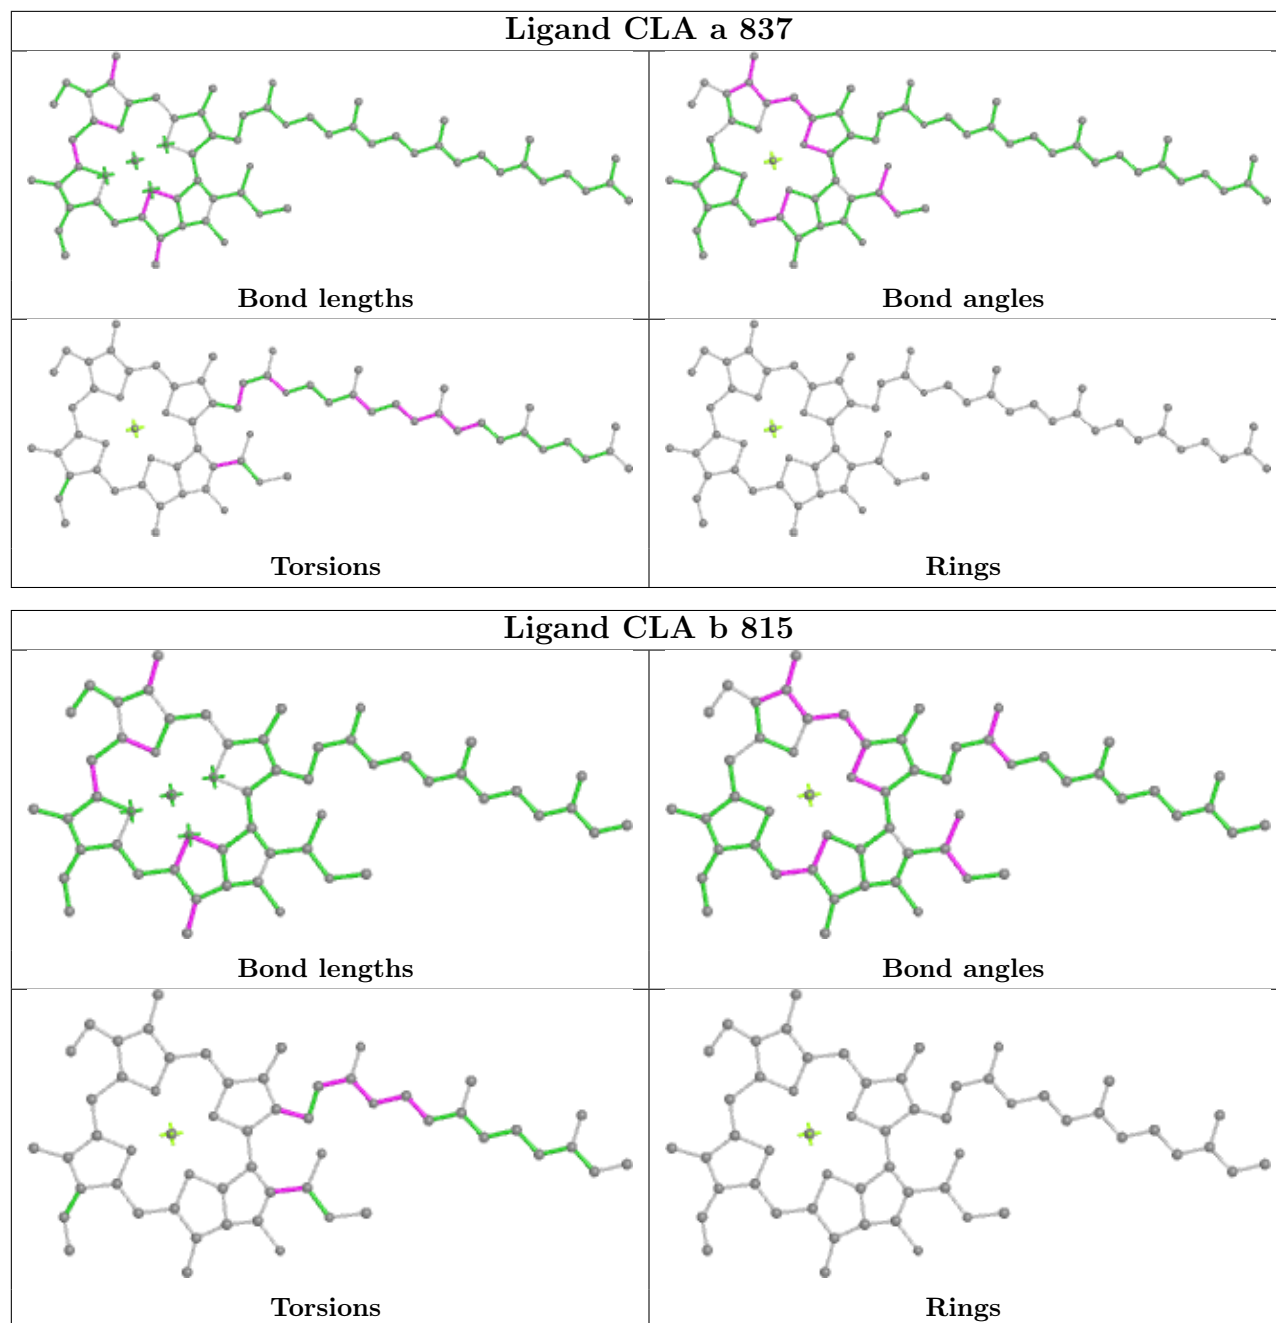 Ligand CLA a 837
Bond lengths
Bond angles
Torsions
Rings
Ligand CLA b 815
Bond lengths
Bond angles
Torsions
Rings